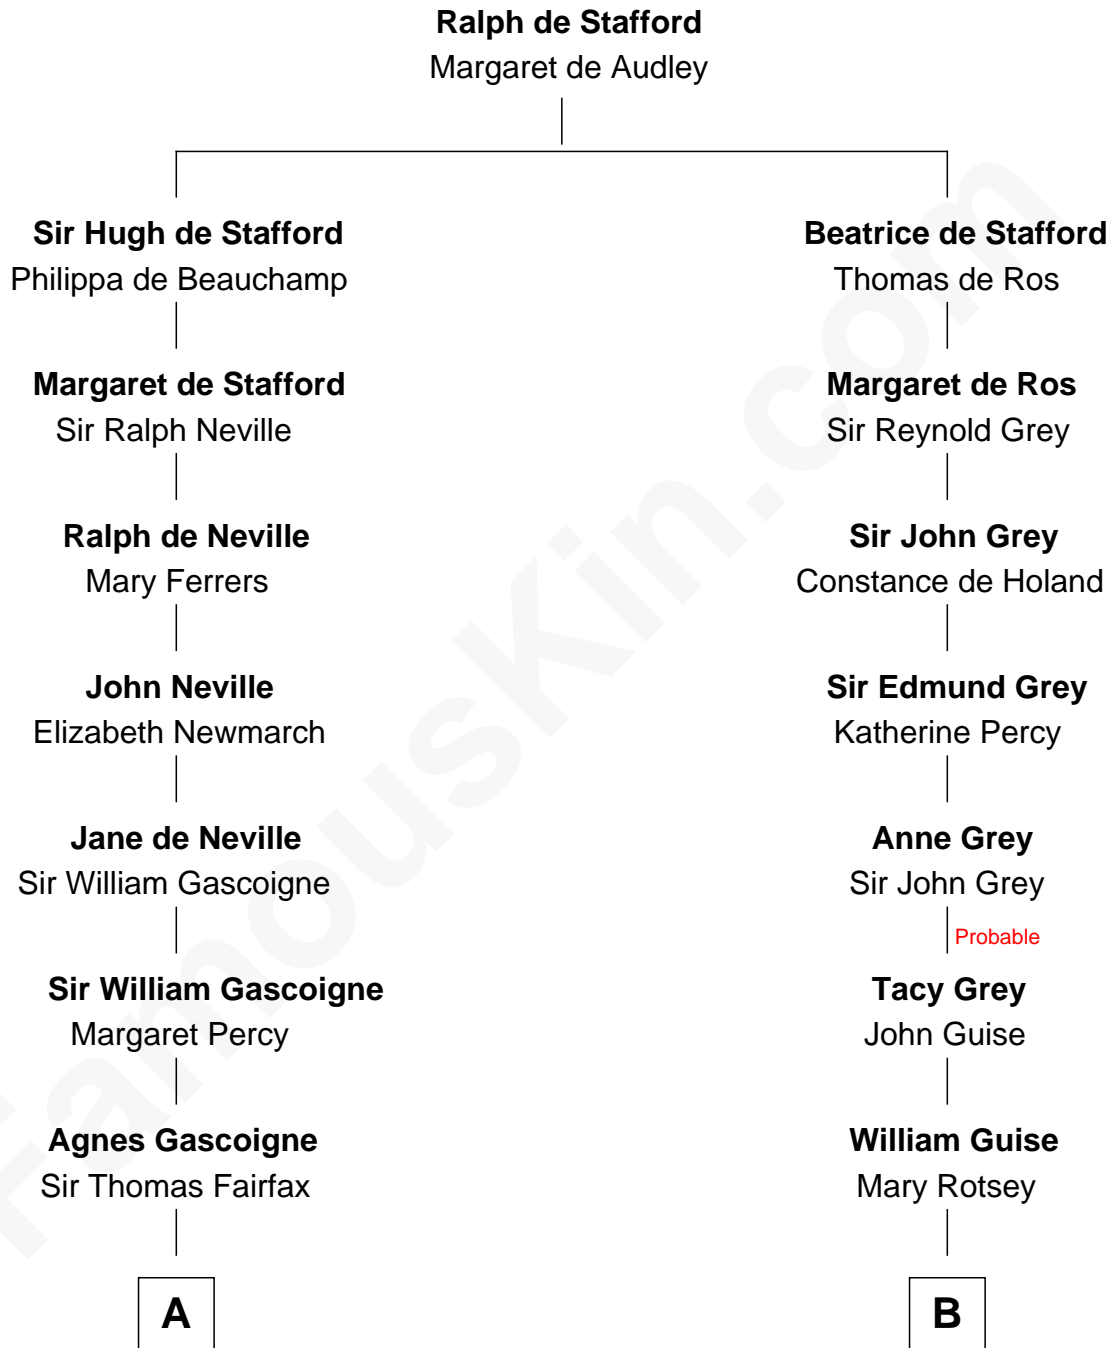 Ralph de Stafford
Margaret de Audley
Sir Hugh de Stafford
Philippa de Beauchamp
Margaret de Stafford
Sir Ralph Neville
Ralph de Neville
Mary Ferrers
John Neville
Elizabeth Newmarch
Jane de Neville
Sir William Gascoigne
Sir William Gascoigne
Margaret Percy
Agnes Gascoigne
Sir Thomas Fairfax
A
Beatrice de Stafford
Thomas de Ros
Margaret de Ros
Sir Reynold Grey
Sir John Grey
Constance de Holand
Sir Edmund Grey
Katherine Percy
Anne Grey
Sir John Grey
Probable
Tacy Grey
John Guise
William Guise
Mary Rotsey
B
FamousKin.com